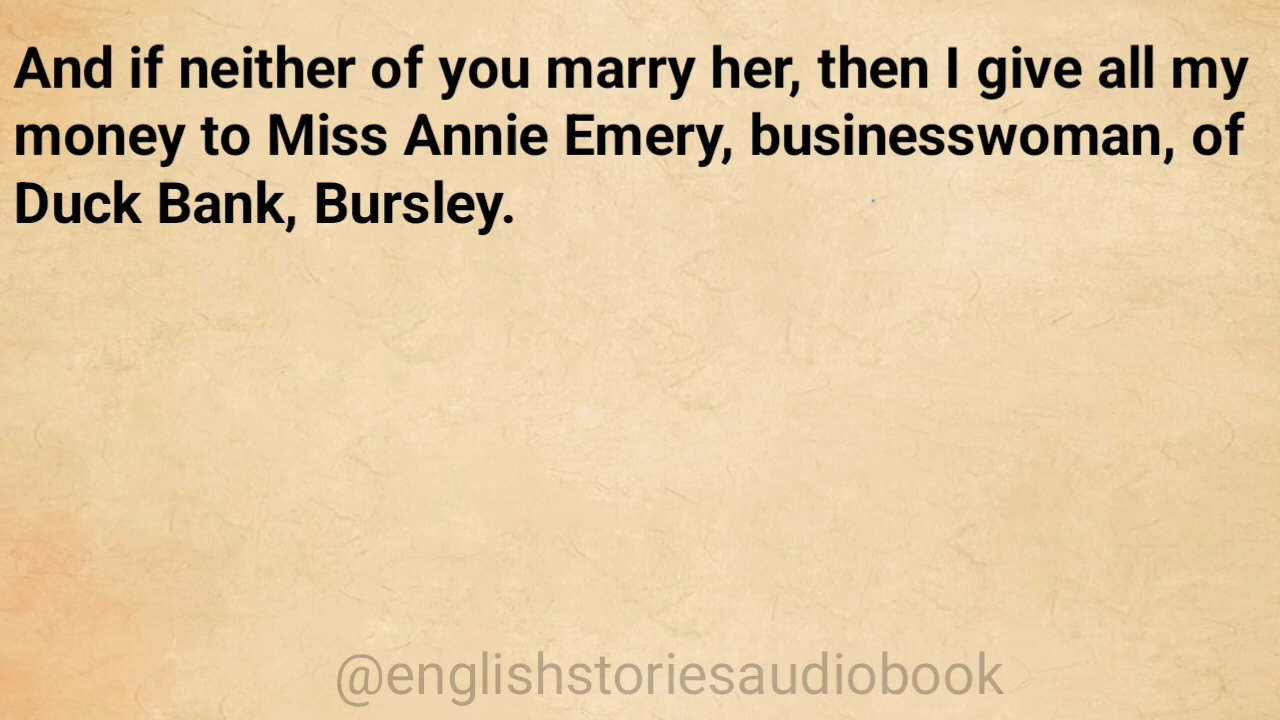 And if neither of you marry her, then I give all my
money to Miss Annie Emery, businesswoman, of
Duck Bank, Bursley.
@englishstoriesaudiobook